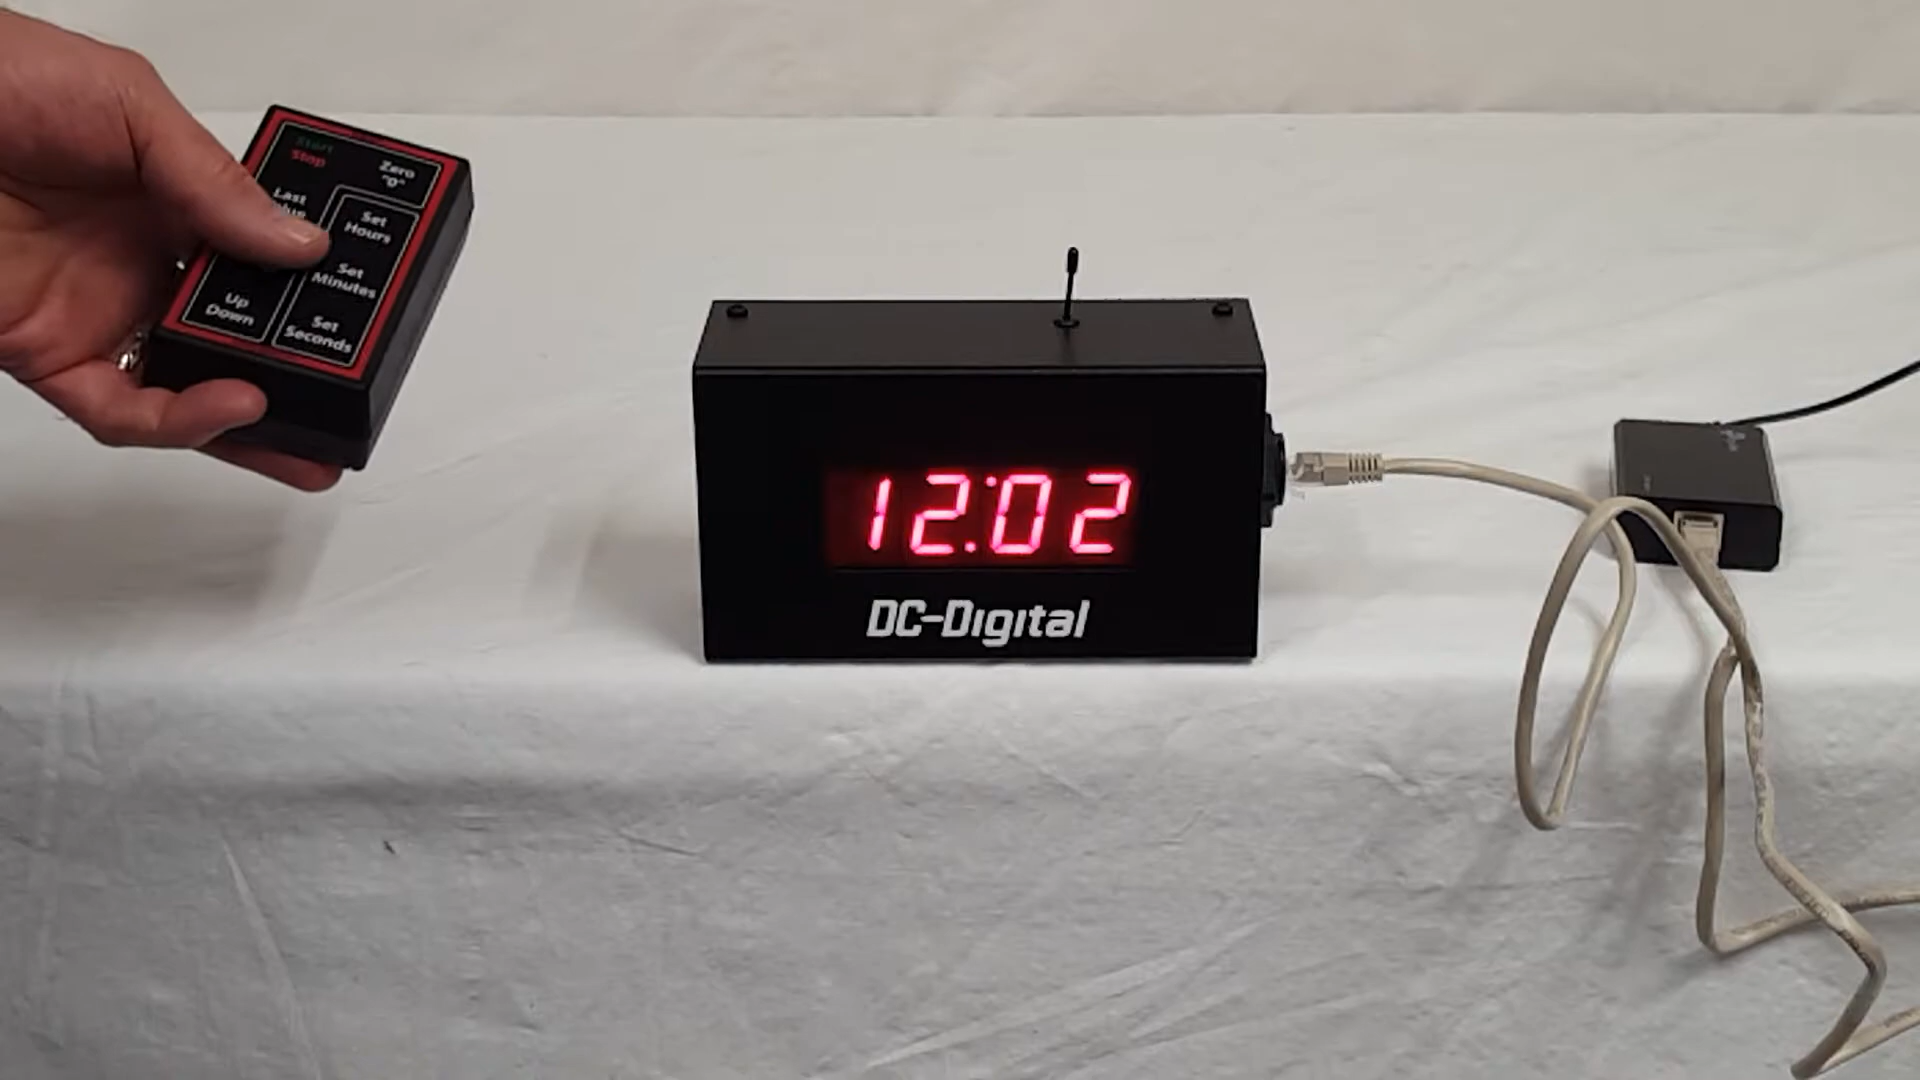 Start
Stop
Zero
"0"
Last
Set
Hours
Set
Minutes
Up
Down
Set
Seconds
12:02
DC-Digital